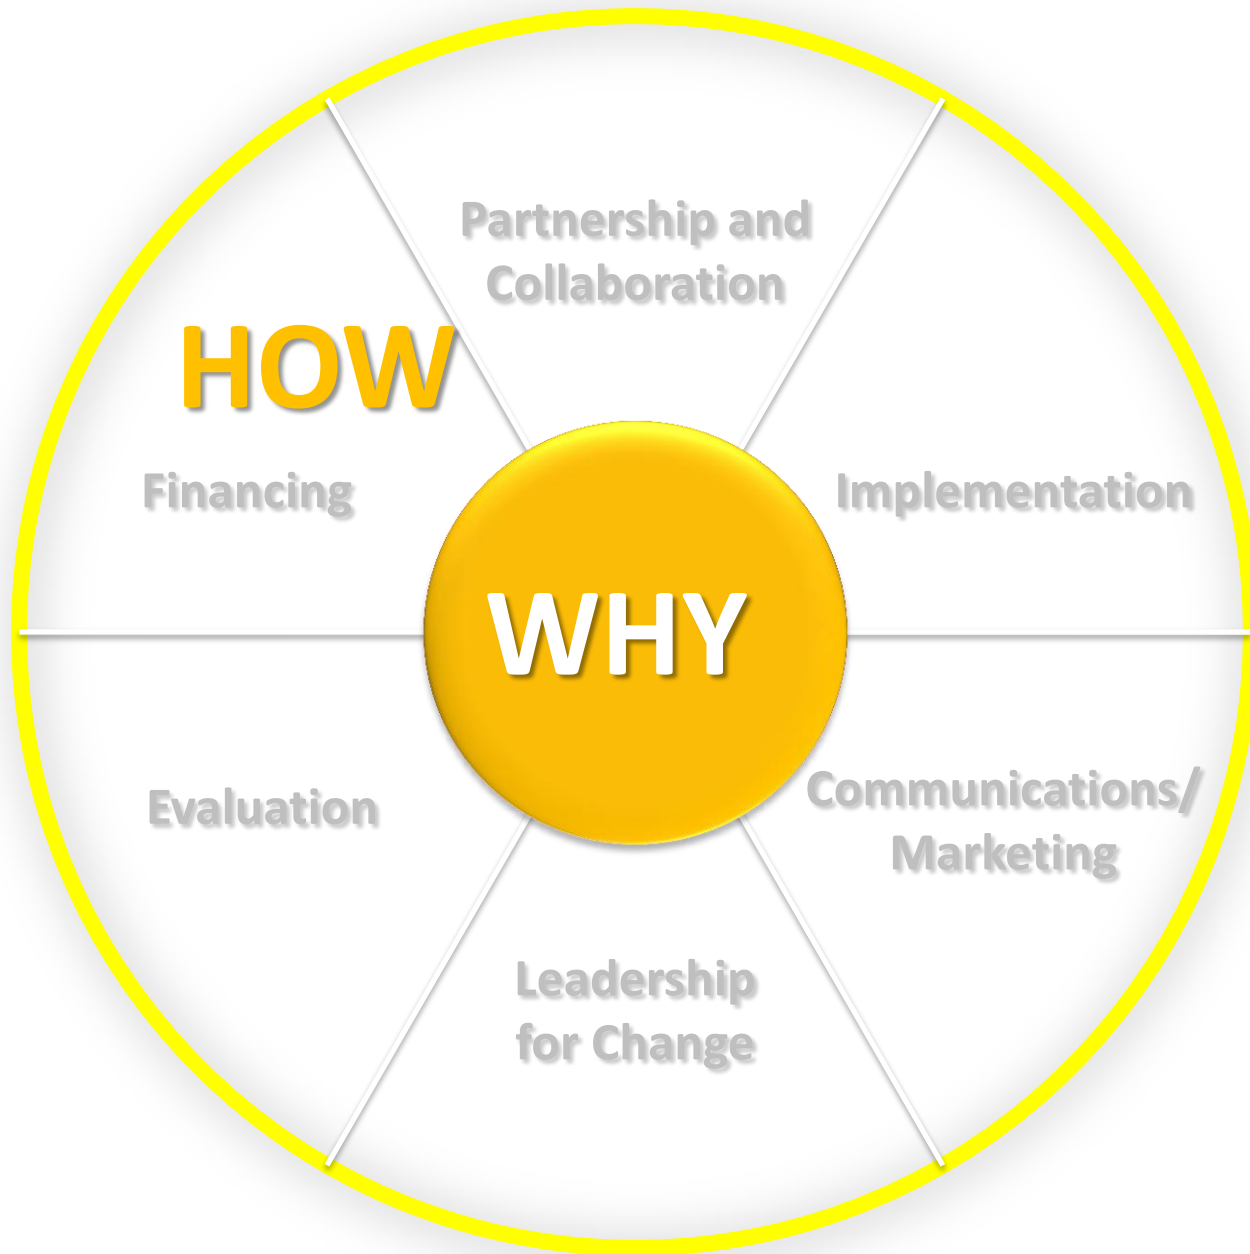 Partnership and
Collaboration
HOW
Financing
Implementation
WHY
Communications/
Marketing
Evaluation
Leadership
for Change